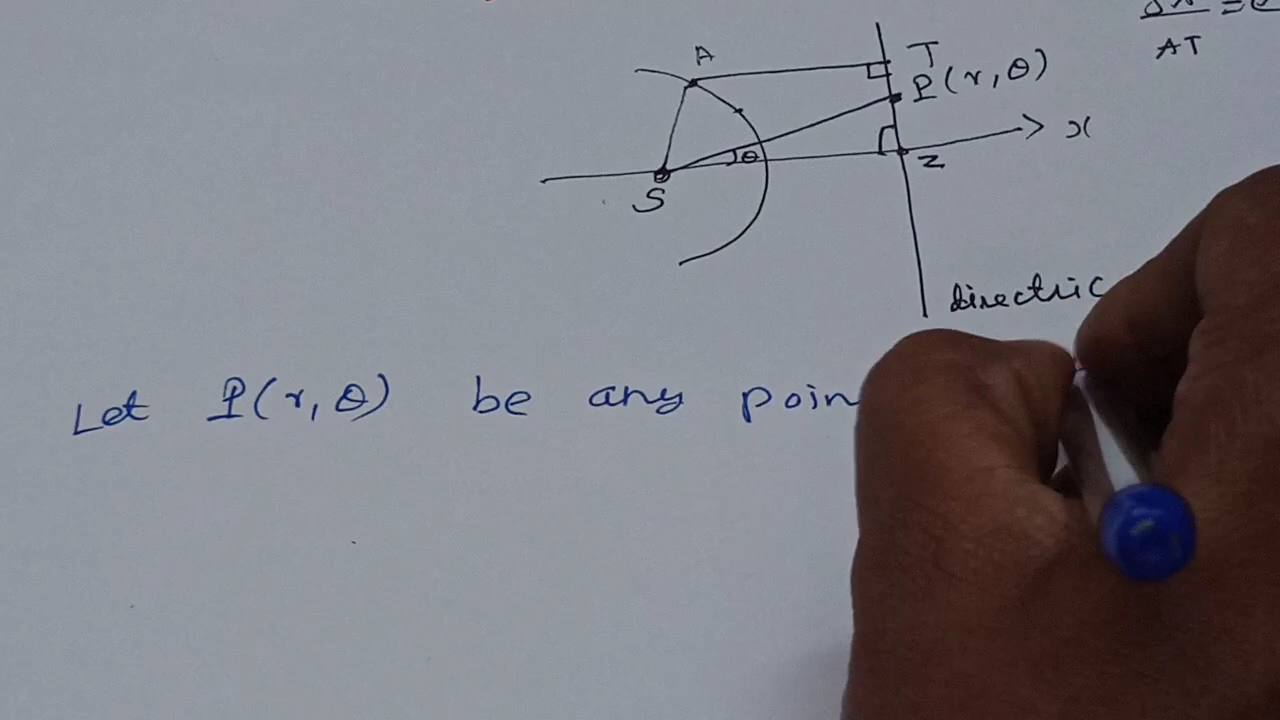 A
T
P(r, θ)
AT
θ
x
S
z
directric
Let P(r, θ) be any poin